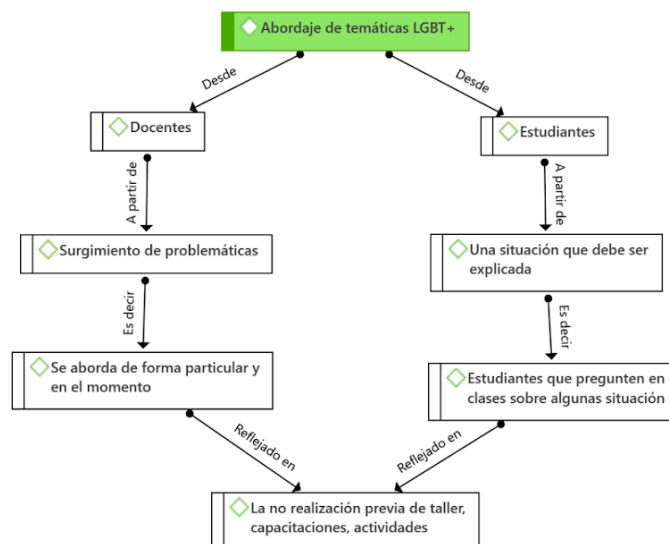 Abordaje de temáticas LGBT+
Desde
Desde
Docentes
Estudiantes
A partir de
A partir de
Surgimiento de problemáticas
Una situación que debe ser
explicada
Es decir
Es decir
Se aborda de forma particular y
en el momento
Estudiantes que pregunten en
clases sobre algunas situación
Reflejado en
Reflejado en
La no realización previa de taller,
capacitaciones, actividades